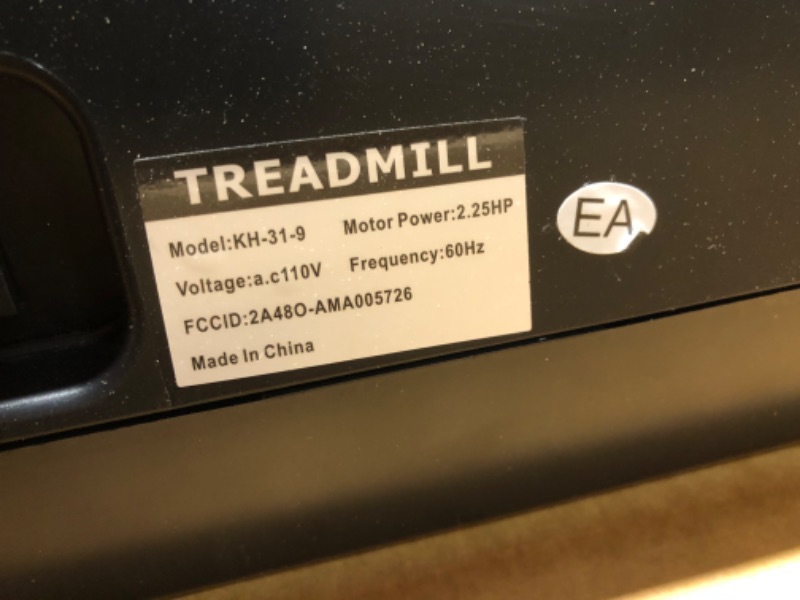 TREADMILL
Model:KH-31-9 Motor Power:2.25HP
Voltage:a.c110V Frequency:60Hz
FCCID:2A48O-AMA005726
Made In China
EA